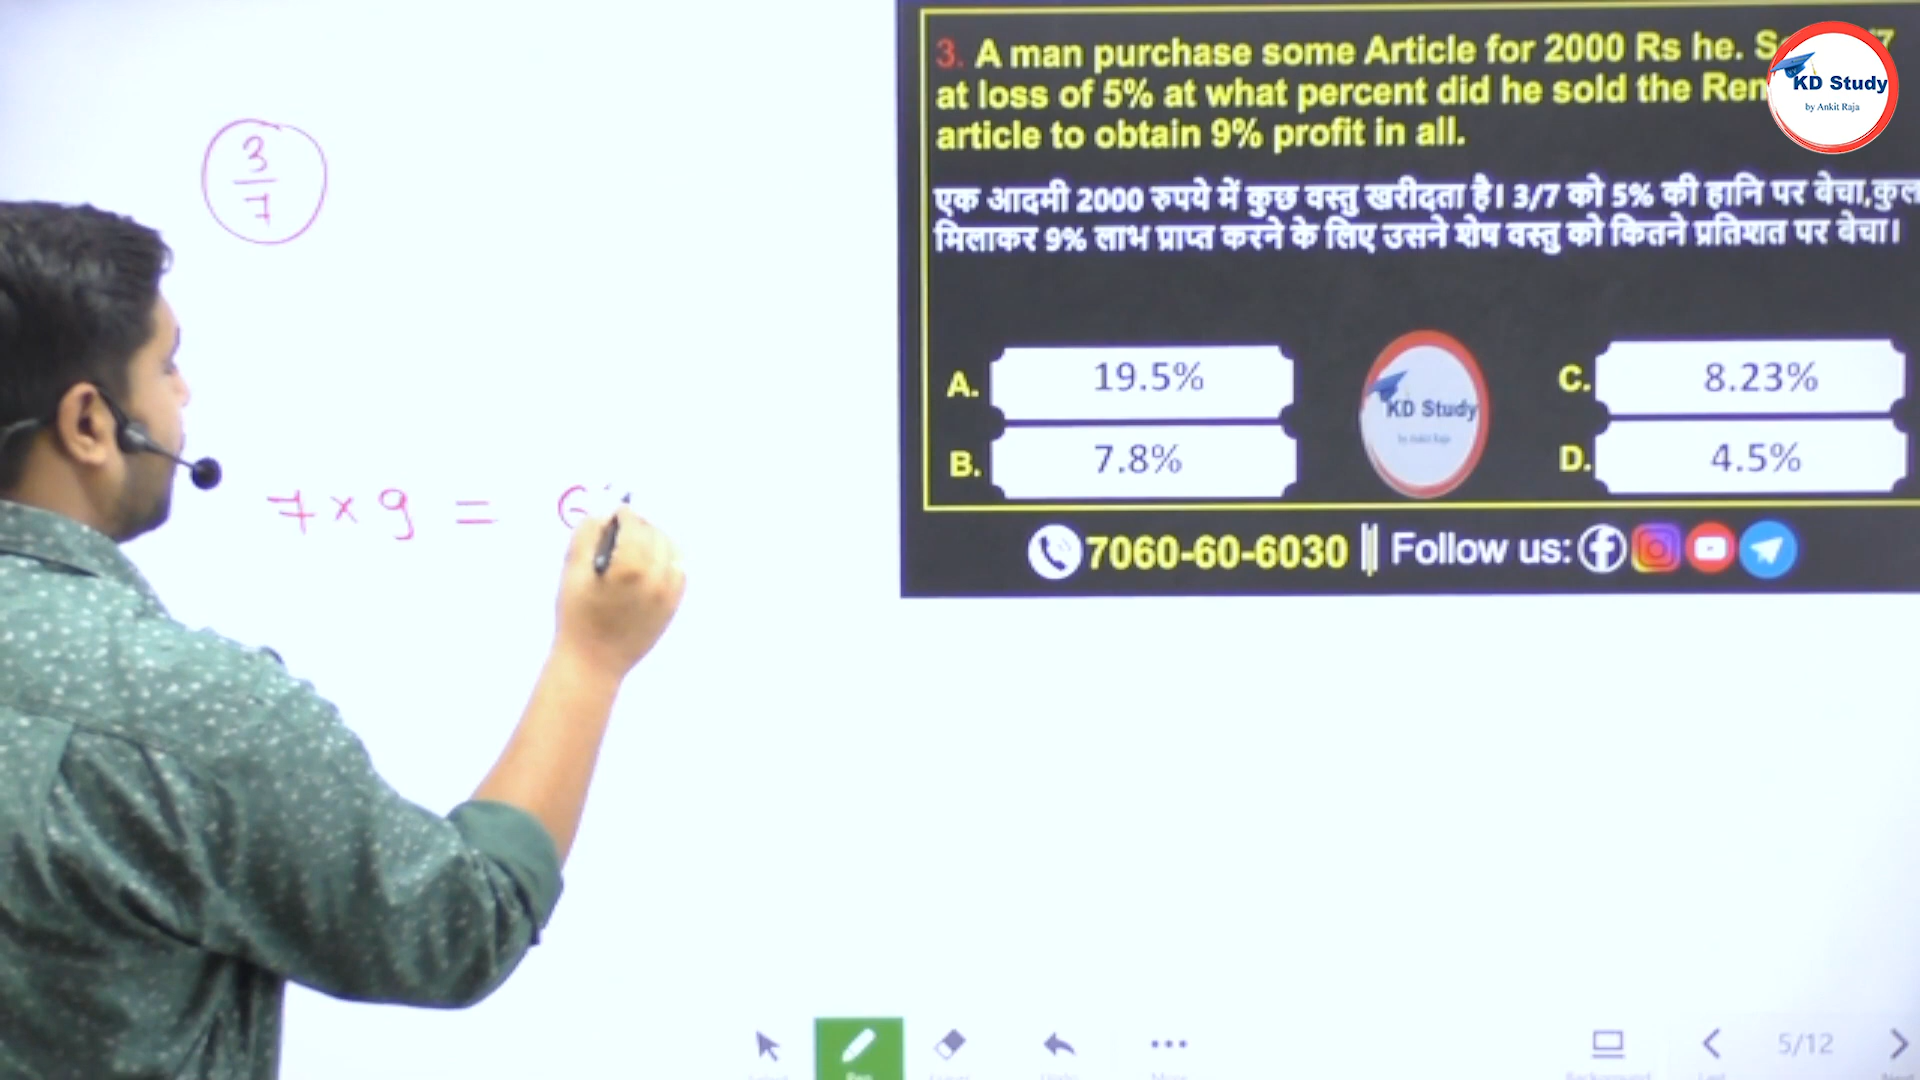 3. A man purchase some Article for 2000 Rs he.
at loss of 5% at what percent did he sold the
article to obtain 9% profit in all.
एक आदमी 2000 रुपये में कुछ वस्तु खरीदता है। 3/7 को 5% की हानि पर बेचा,कुल
मिलाकर 9% लाभ प्राप्त करने के लिए उसने शेष वस्तु को कितने प्रतिशत पर बेचा।
KD Study
by Ankit Raja
3
7
7 × 9 = 6
A. 19.5%
B. 7.8%
C. 8.23%
D. 4.5%
KD Study
by Ankit Raja
7060-60-6030 || Follow us:
5/12